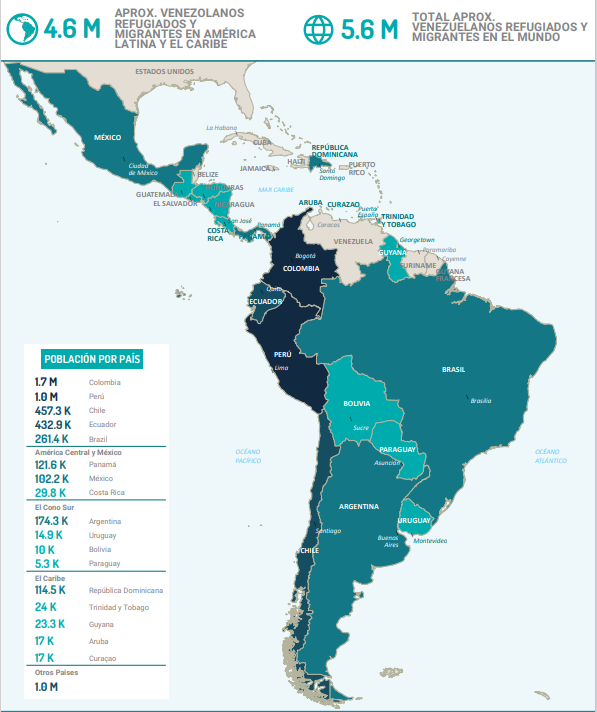 4.6 M
APROX. VENEZOLANOS
REFUGIADOS Y
MIGRANTES EN AMÉRICA
LATINA Y EL CARIBE
5.6 M
TOTAL APROX.
VENEZUELANOS REFUGIADOS Y
MIGRANTES EN EL MUNDO
ESTADOS UNIDOS
MÉXICO
Ciudad
de México
La Habana
CUBA
HAITÍ
REPÚBLICA
DOMINICANA
Santo
Domingo
PUERTO
RICO
JAMAICA
BELIZE
GUATEMALA
EL SALVADOR
NICARAGUA
MAR CARIBE
San José
COSTA
RICA
Panamá
PANAMÁ
ARUBA
CURAZAO
Puerto
España
TRINIDAD
Y TOBAGO
Caracas
VENEZUELA
Georgetown
GUYANA
Paramaribo
SURINAME
Cayenne
GUYANA
FRANCESA
Bogotá
COLOMBIA
Quito
ECUADOR
PERÚ
Lima
BRASIL
Brasilia
BOLIVIA
Sucre
PARAGUAY
Asunción
OCÉANO
PACÍFICO
OCÉANO
ATLÁNTICO
ARGENTINA
URUGUAY
Buenos
Aires
Montevideo
Santiago
CHILE
POBLACIÓN POR PAÍS
1.7 M Colombia
1.0 M Perú
457.3 K Chile
432.9 K Ecuador
261.4 K Brazil
América Central y México
121.6 K Panamá
102.2 K México
29.8 K Costa Rica
El Cono Sur
174.3 K Argentina
14.9 K Uruguay
10 K Bolivia
5.3 K Paraguay
El Caribe
114.5 K República Dominicana
24 K Trinidad y Tobago
23.3 K Guyana
17 K Aruba
17 K Curaçao
Otros Países
1.0 M